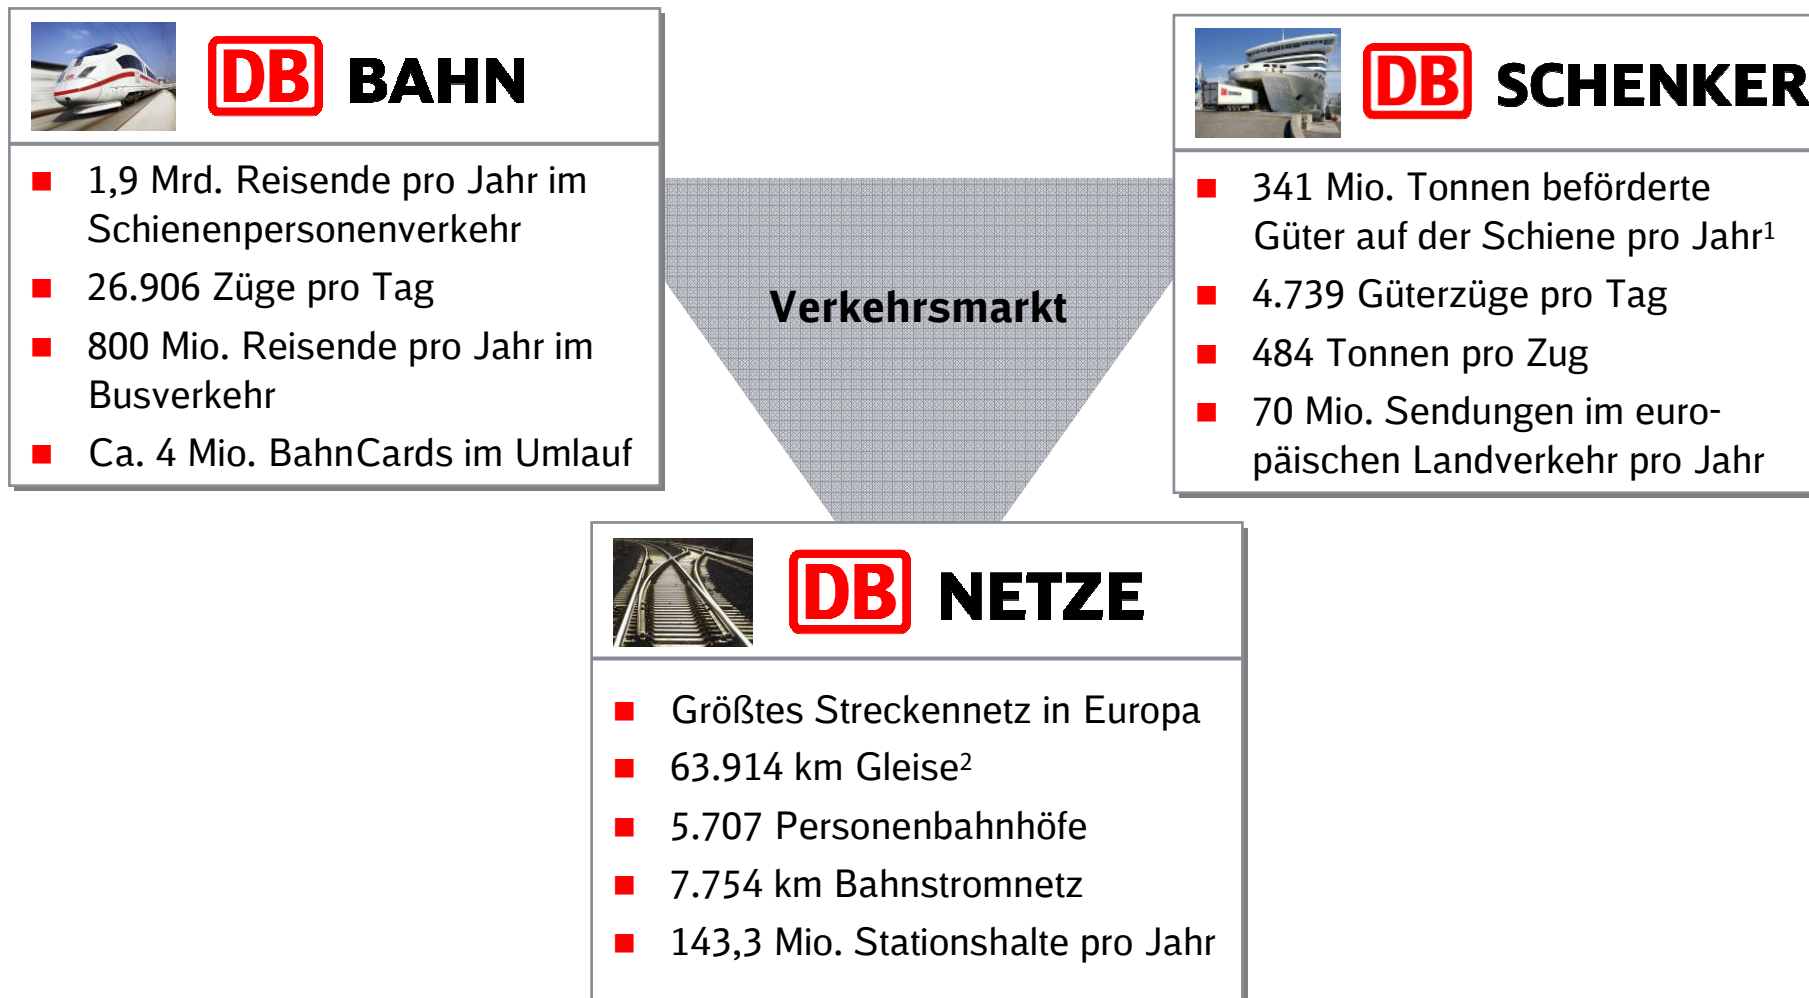 DB BAHN
1,9 Mrd. Reisende pro Jahr im
Schienenpersonenverkehr
26.906 Züge pro Tag
800 Mio. Reisende pro Jahr im
Busverkehr
Ca. 4 Mio. BahnCards im Umlauf
Verkehrsmarkt
DB SCHENKER
341 Mio. Tonnen beförderte
Güter auf der Schiene pro Jahr¹
4.739 Güterzüge pro Tag
484 Tonnen pro Zug
70 Mio. Sendungen im euro-
päischen Landverkehr pro Jahr
DB NETZE
Größtes Streckennetz in Europa
63.914 km Gleise²
5.707 Personenbahnhöfe
7.754 km Bahnstromnetz
143,3 Mio. Stationshalte pro Jahr